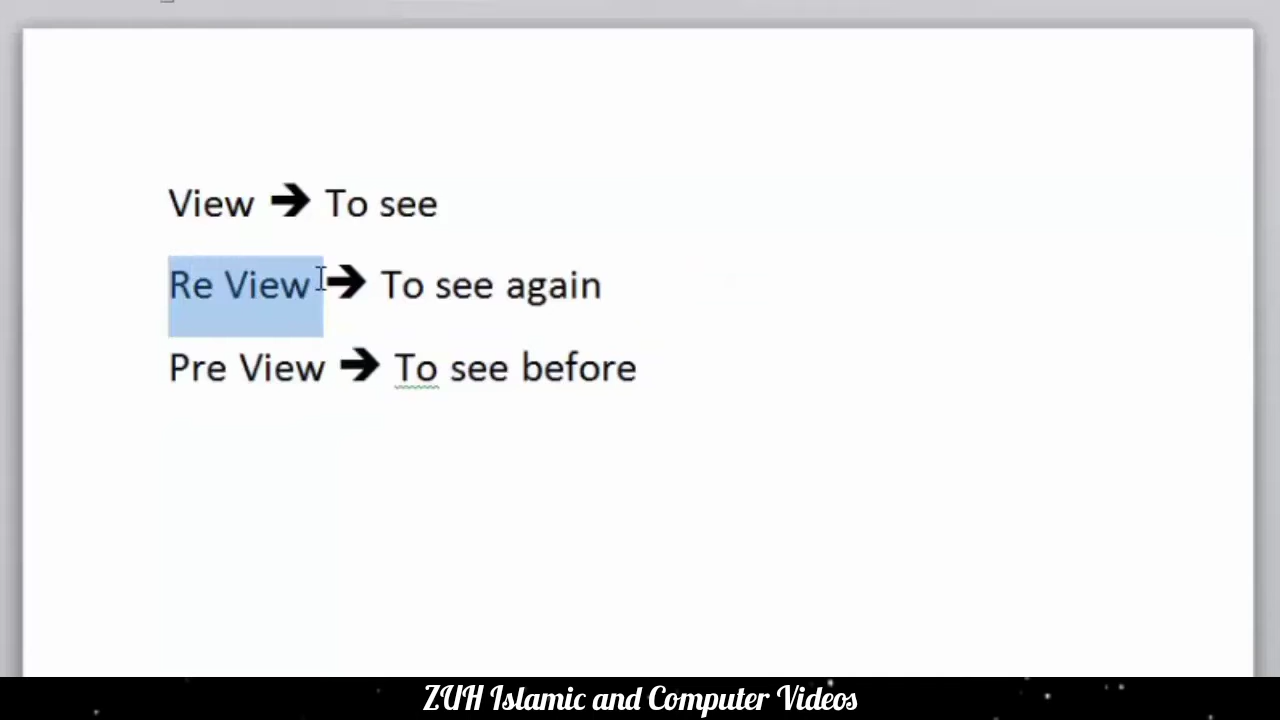 View 🡺 To see
Re View 🡺 To see again
Pre View 🡺 To see before
ZUH Islamic and Computer Videos